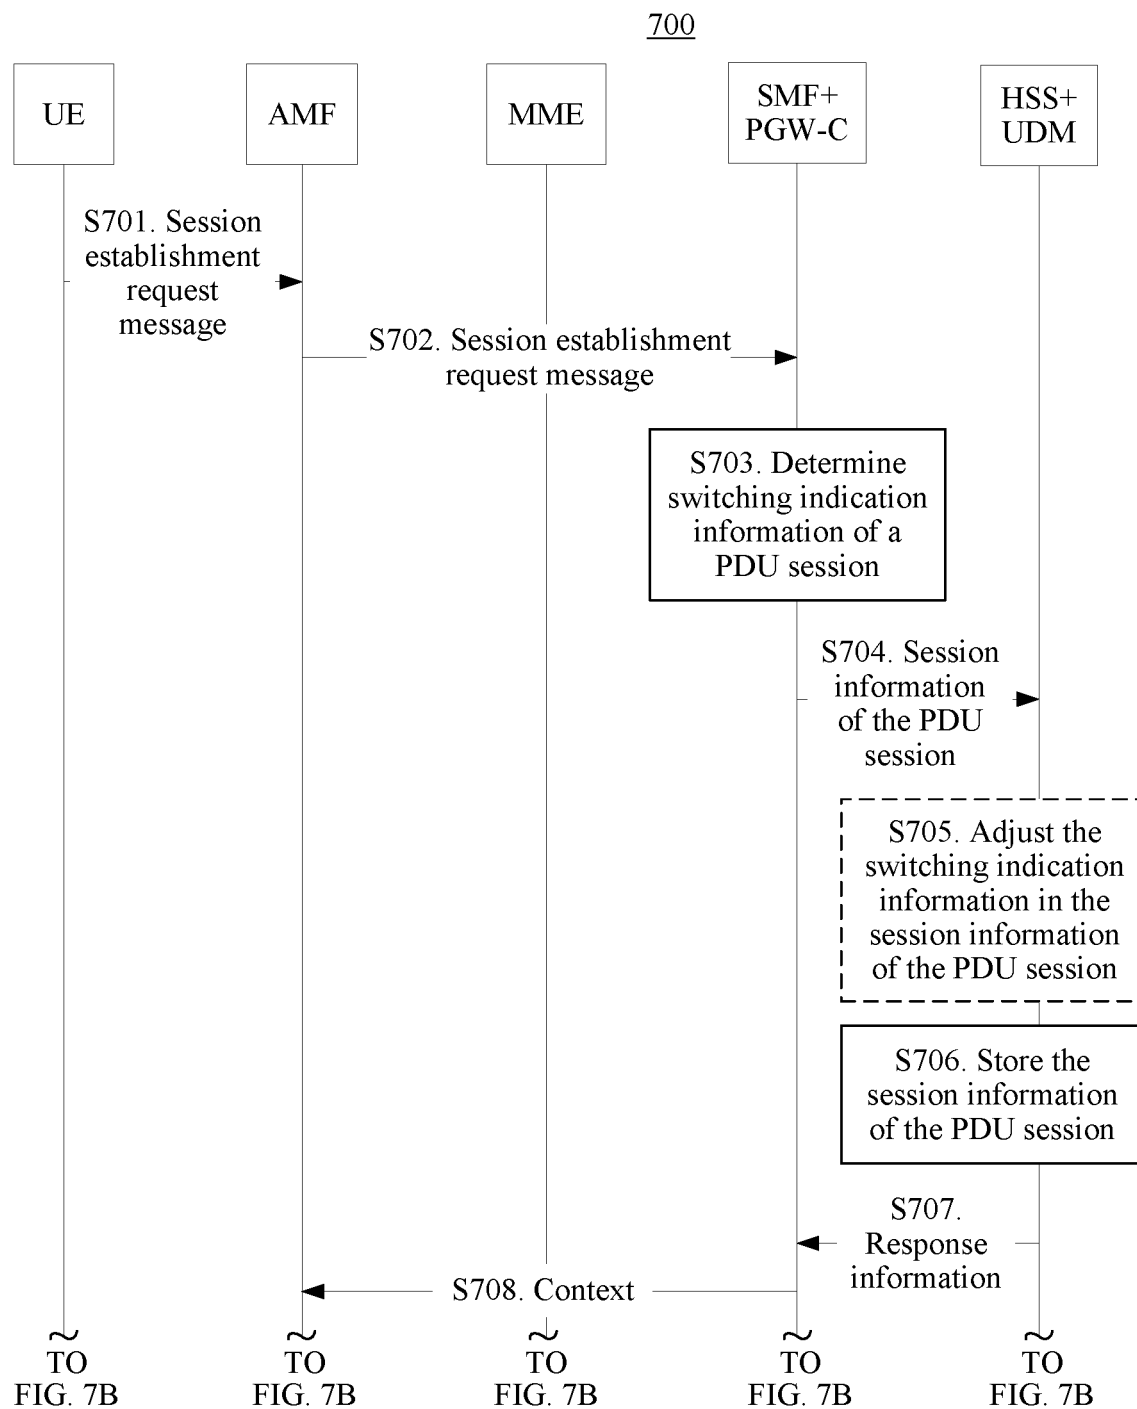 700
UE
AMF
MME
SMF+
PGW-C
HSS+
UDM
S701. Session
establishment
request
message
S702. Session establishment
request message
S703. Determine
switching indication
information of a
PDU session
S704. Session
information
of the PDU
session
S705. Adjust the
switching indication
information in the
session information
of the PDU session
S706. Store the
session information
of the PDU session
S707.
Response
information
S708. Context
TO
FIG. 7B
TO
FIG. 7B
TO
FIG. 7B
TO
FIG. 7B
TO
FIG. 7B